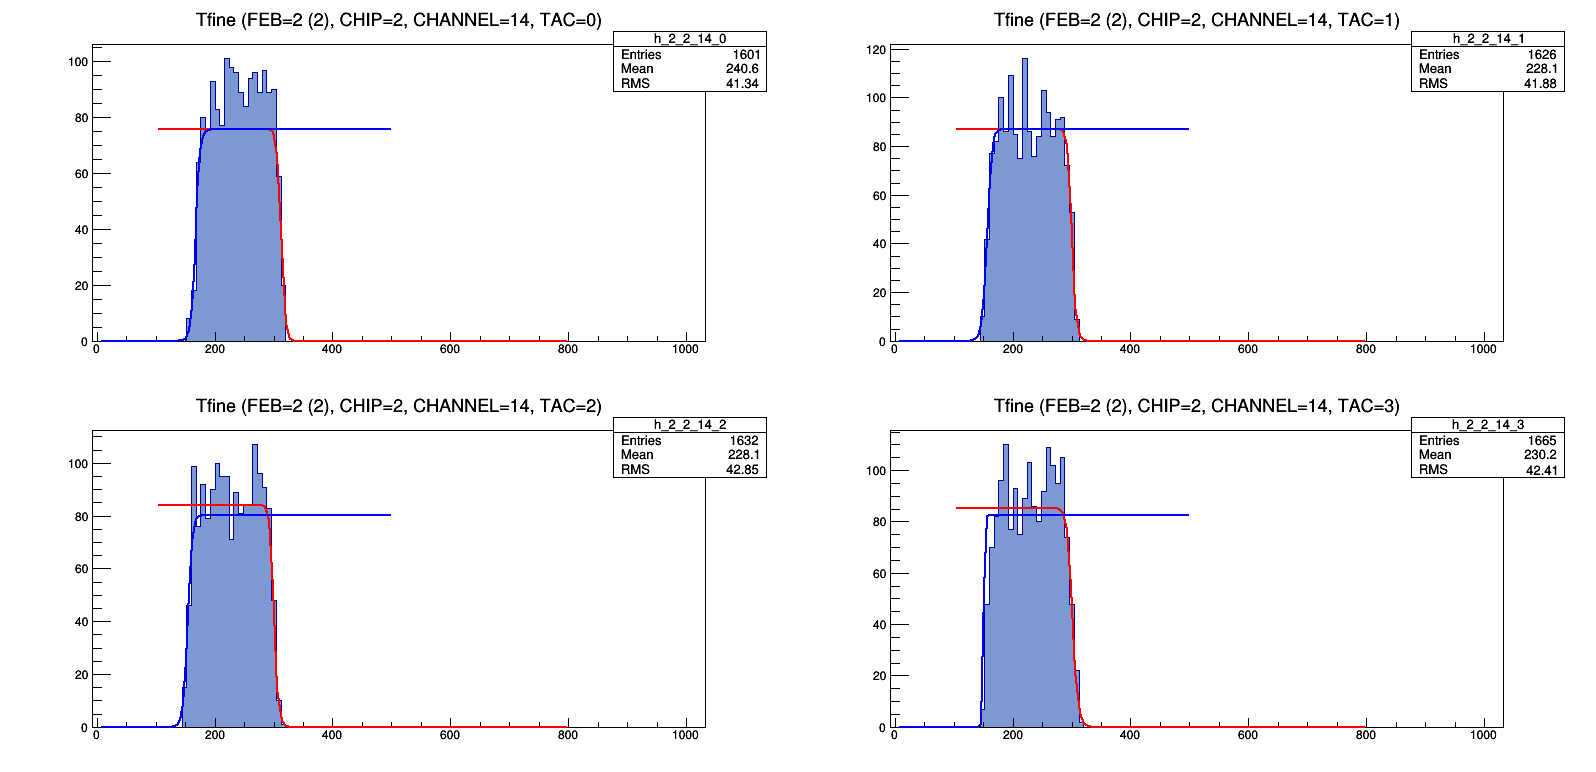 Tfine (FEB=2 (2), CHIP=2, CHANNEL=14, TAC=0)
h_2_2_14_0
Entries 1601
Mean 240.6
RMS 41.34
100
80
60
40
20
0
0 200 400 600 800 1000
Tfine (FEB=2 (2), CHIP=2, CHANNEL=14, TAC=1)
h_2_2_14_1
Entries 1626
Mean 228.1
RMS 41.88
120
100
80
60
40
20
0
0 200 400 600 800 1000
Tfine (FEB=2 (2), CHIP=2, CHANNEL=14, TAC=2)
h_2_2_14_2
Entries 1632
Mean 228.1
RMS 42.85
100
80
60
40
20
0
0 200 400 600 800 1000
Tfine (FEB=2 (2), CHIP=2, CHANNEL=14, TAC=3)
h_2_2_14_3
Entries 1665
Mean 230.2
RMS 42.41
100
80
60
40
20
0
0 200 400 600 800 1000